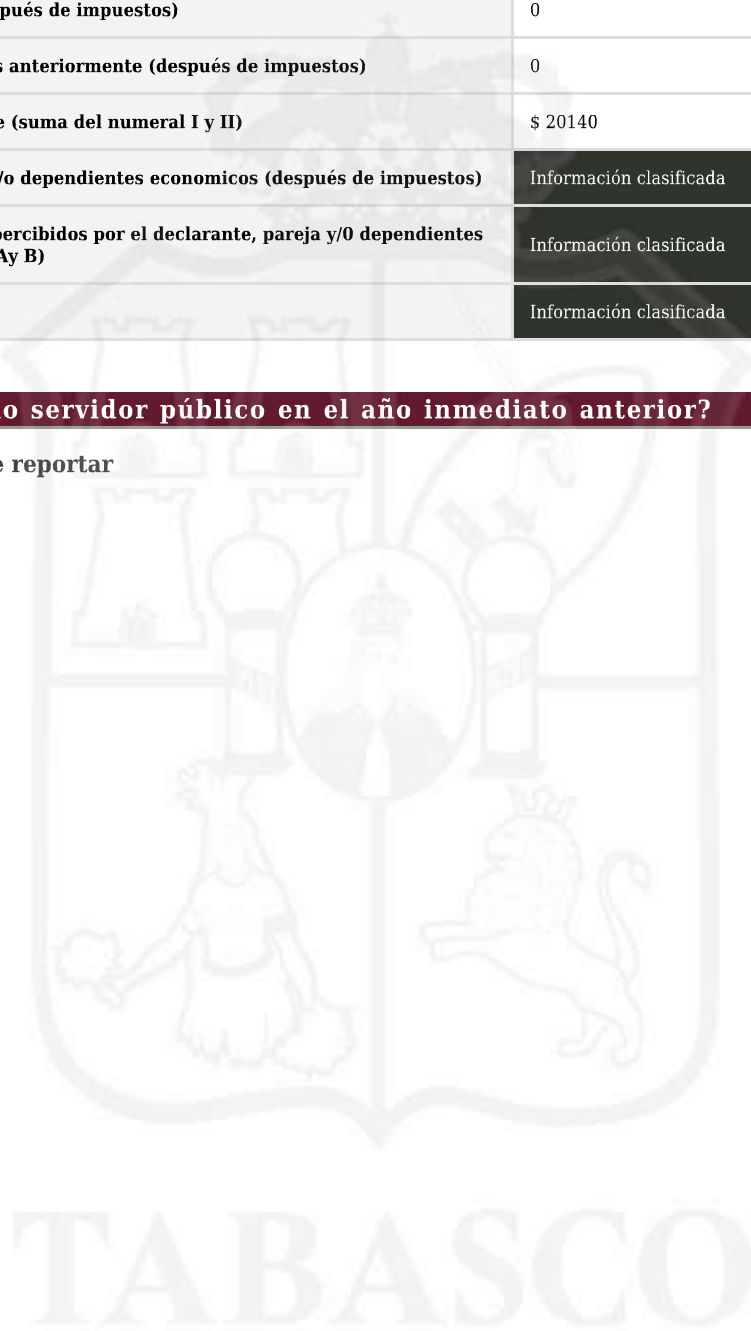 pués de impuestos) 0
s anteriormente (después de impuestos) 0
e (suma del numeral I y II) $ 20140
/o dependientes economicos (después de impuestos) Información clasificada
percibidos por el declarante, pareja y/0 dependientes Información clasificada
Ay B)
Información clasificada
o servidor público en el año inmediato anterior?
e reportar
TABASCO